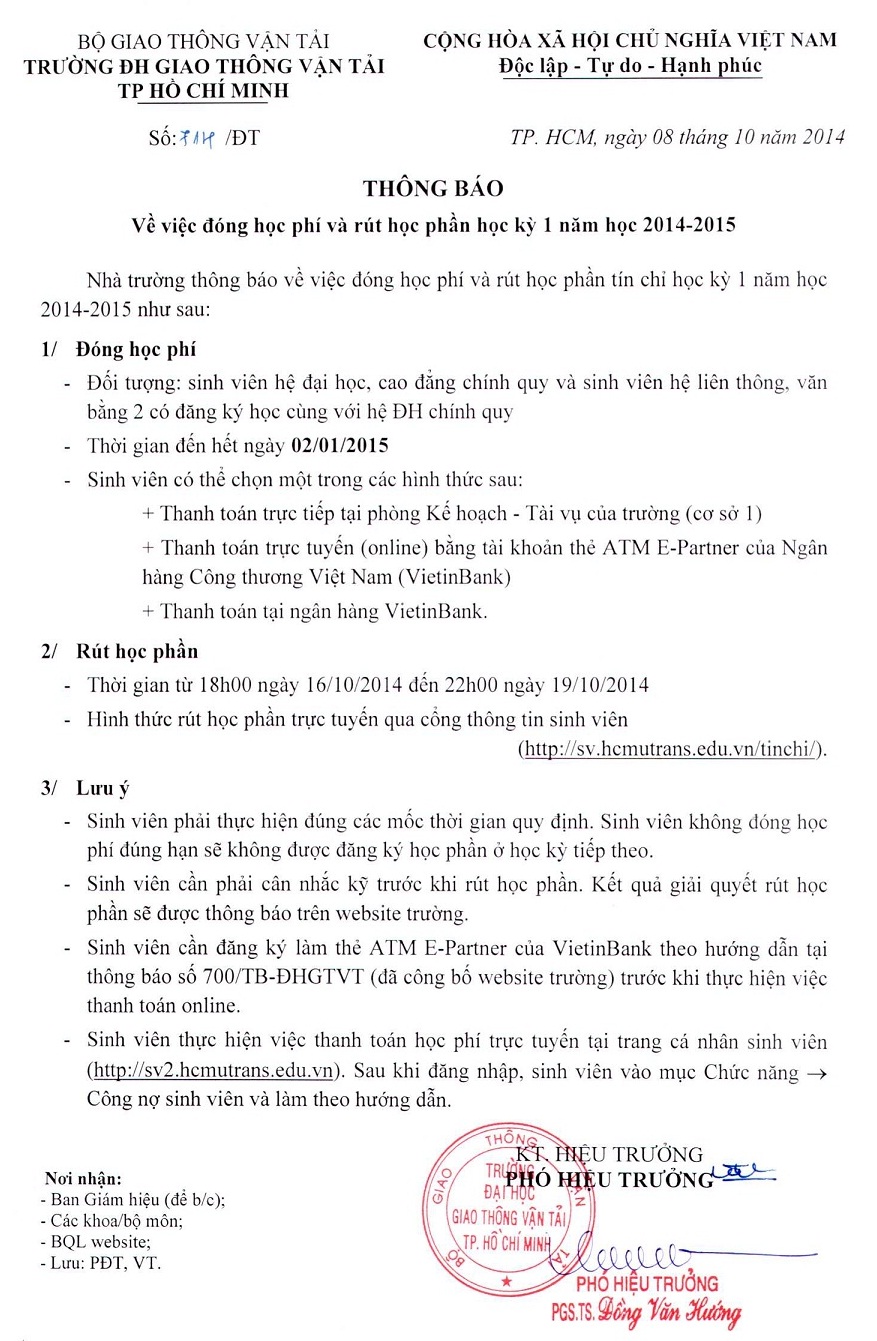 BỘ GIAO THÔNG VẬN TẢI
TRƯỜNG ĐH GIAO THÔNG VẬN TẢI
TP HỒ CHÍ MINH
CỘNG HÒA XÃ HỘI CHỦ NGHĨA VIỆT NAM
Độc lập - Tự do - Hạnh phúc
Số: /ĐT
TP. HCM, ngày 08 tháng 10 năm 2014
THÔNG BÁO
Về việc đóng học phí và rút học phần học kỳ 1 năm học 2014-2015
Nhà trường thông báo về việc đóng học phí và rút học phần tín chỉ học kỳ 1 năm học
2014-2015 như sau:
1/ Đóng học phí
- Đối tượng: sinh viên hệ đại học, cao đẳng chính quy và sinh viên hệ liên thông, văn
bằng 2 có đăng ký học cùng với hệ ĐH chính quy
- Thời gian đến hết ngày 02/01/2015
- Sinh viên có thể chọn một trong các hình thức sau:
+ Thanh toán trực tiếp tại phòng Kế hoạch - Tài vụ của trường (cơ sở 1)
+ Thanh toán trực tuyến (online) bằng tài khoản thẻ ATM E-Partner của Ngân
hàng Công thương Việt Nam (VietinBank)
+ Thanh toán tại ngân hàng VietinBank.
2/ Rút học phần
- Thời gian từ 18h00 ngày 16/10/2014 đến 22h00 ngày 19/10/2014
- Hình thức rút học phần trực tuyến qua cổng thông tin sinh viên
(http://sv.hcmutrans.edu.vn/tinchi/).
3/ Lưu ý
- Sinh viên phải thực hiện đúng các mốc thời gian quy định. Sinh viên không đóng học
phí đúng hạn sẽ không được đăng ký học phần ở học kỳ tiếp theo.
- Sinh viên cần phải cân nhắc kỹ trước khi rút học phần. Kết quả giải quyết rút học
phần sẽ được thông báo trên website trường.
- Sinh viên cần đăng ký làm thẻ ATM E-Partner của VietinBank theo hướng dẫn tại
thông báo số 700/TB-ĐHGTVT (đã công bố website trường) trước khi thực hiện việc
thanh toán online.
- Sinh viên thực hiện việc thanh toán học phí trực tuyến tại trang cá nhân sinh viên
(http://sv2.hcmutrans.edu.vn). Sau khi đăng nhập, sinh viên vào mục Chức năng →
Công nợ sinh viên và làm theo hướng dẫn.
KT. HIỆU TRƯỞNG
PHÓ HIỆU TRƯỞNG
BỘ GIAO THÔNG VẬN TẢI
TRƯỜNG
ĐẠI HỌC
GIAO THÔNG VẬN TẢI
TP. HỒ CHÍ MINH
PHÓ HIỆU TRƯỞNG
PGS.TS. Đồng Văn Hướng
Nơi nhận:
- Ban Giám hiệu (để b/c);
- Các khoa/bộ môn;
- BQL website;
- Lưu: PĐT, VT.